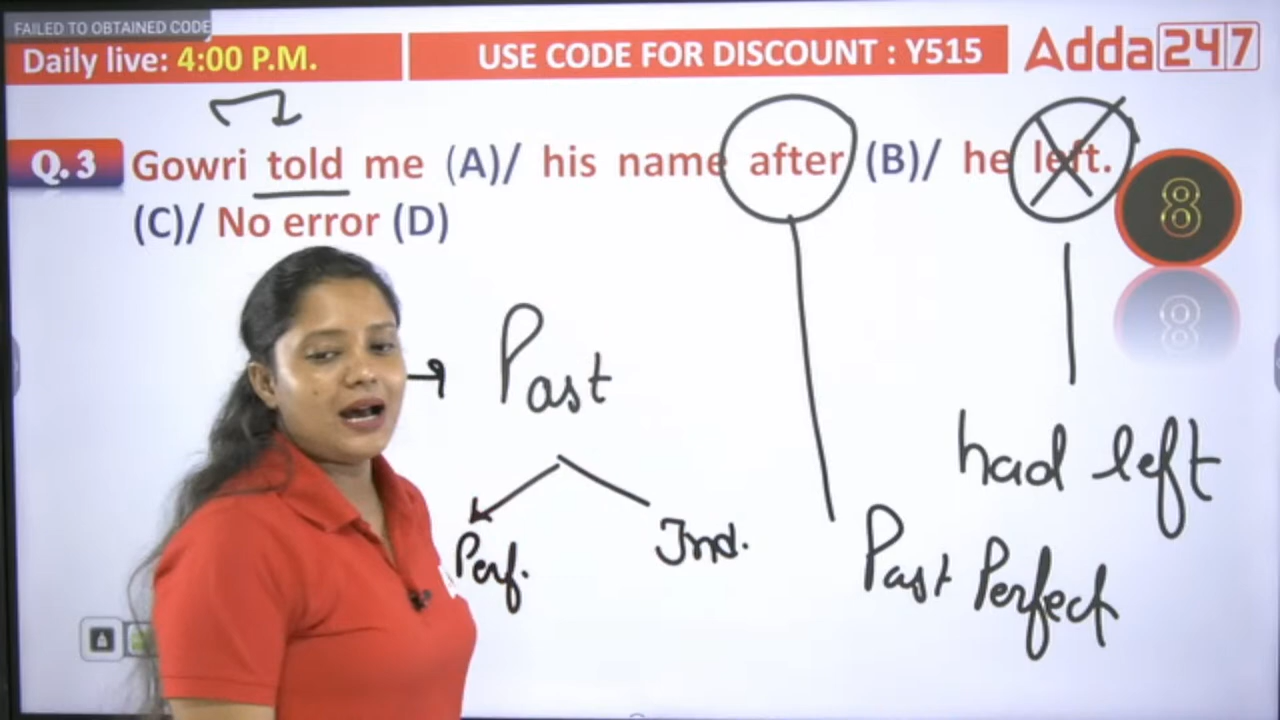 FAILED TO OBTAINED CODE
Daily live: 4:00 P.M.
USE CODE FOR DISCOUNT : Y515
Adda247
Q. 3 Gowri told me (A)/ his name after (B)/ he left.
(C)/ No error (D)
8
8
Past
Perf.
Ind.
had left
Past Perfect